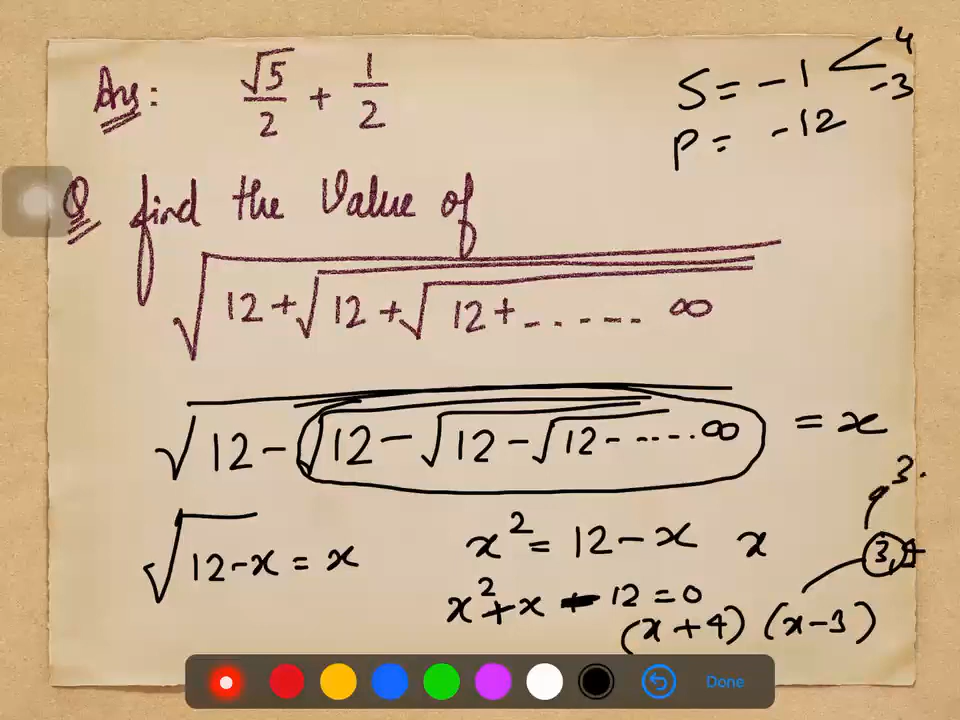 Ans: √5/2 + 1/2
S = -1 < 4
-3
P = -12
Q find the Value of
√(12+√(12+√(12+ ------ ∞
√(12-√(12-√(12-√(12- ----- ∞ = x
3.
√(12-x) = x
x² = 12-x x
x²+x-12=0
(x+4) (x-3)
Done